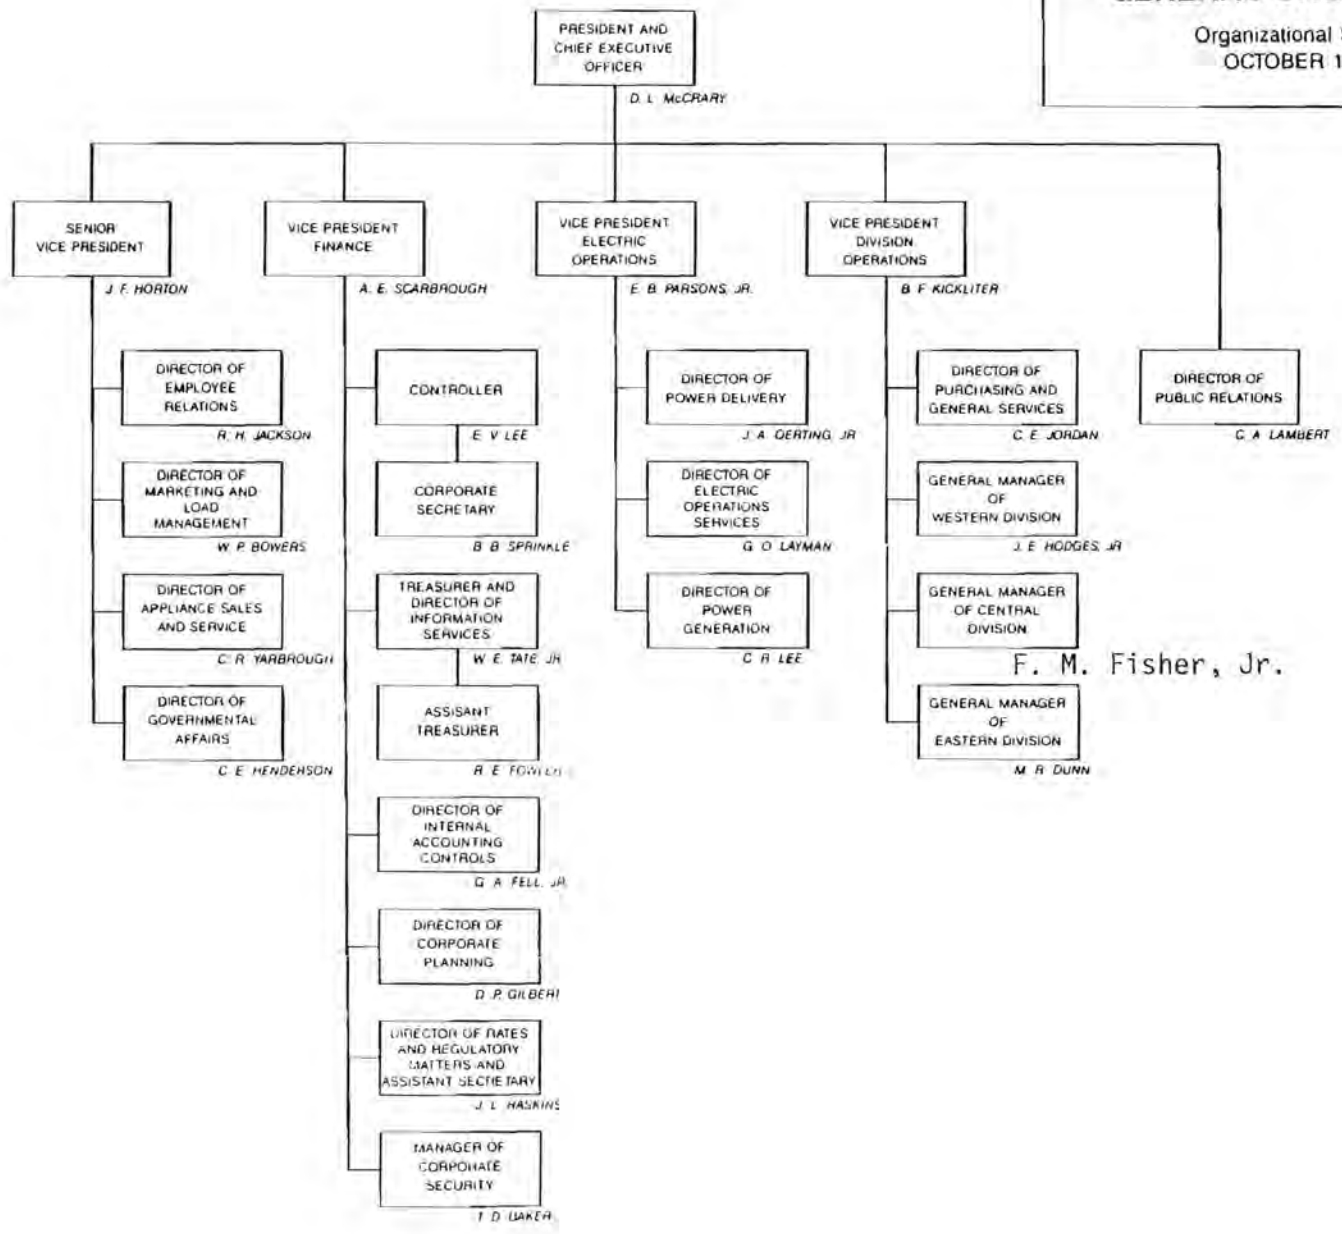 Organizational
OCTOBER 1
PRESIDENT AND
CHIEF EXECUTIVE
OFFICER
D. L. McCRARY
SENIOR
VICE PRESIDENT
J. F. HORTON
VICE PRESIDENT
FINANCE
A. E. SCARBROUGH
VICE PRESIDENT
ELECTRIC
OPERATIONS
E. B. PARSONS, JR.
VICE PRESIDENT
DIVISION
OPERATIONS
B. F. KICKLITER
DIRECTOR OF
EMPLOYEE
RELATIONS
R. H. JACKSON
DIRECTOR OF
MARKETING AND
LOAD
MANAGEMENT
W. P. BOWERS
DIRECTOR OF
APPLIANCE SALES
AND SERVICE
C. R. YARBROUGH
DIRECTOR OF
GOVERNMENTAL
AFFAIRS
C. E. HENDERSON
CONTROLLER
E. V. LEE
CORPORATE
SECRETARY
B. B. SPRINKLE
TREASURER AND
DIRECTOR OF
INFORMATION
SERVICES
W. E. TATE, JR
ASSISANT
TREASURER
R. E. FOWLER
DIRECTOR OF
INTERNAL
ACCOUNTING
CONTROLS
G. A. FELL, JR.
DIRECTOR OF
CORPORATE
PLANNING
D. P. GILBERT
DIRECTOR OF RATES
AND REGULATORY
MATTERS AND
ASSISTANT SECRETARY
J. L. HASKINS
MANAGER OF
CORPORATE
SECURITY
T. D. BAKER
DIRECTOR OF
POWER DELIVERY
J. A. OERTING, JR
DIRECTOR OF
ELECTRIC
OPERATIONS
SERVICES
G. O. LAYMAN
DIRECTOR OF
POWER
GENERATION
C. R. LEE
DIRECTOR OF
PURCHASING AND
GENERAL SERVICES
C. E. JORDAN
GENERAL MANAGER
OF
WESTERN DIVISION
J. E. HODGES, JR
GENERAL MANAGER
OF CENTRAL
DIVISION
F. M. Fisher, Jr.
GENERAL MANAGER
OF
EASTERN DIVISION
M. R. DUNN
DIRECTOR OF
PUBLIC RELATIONS
C. A. LAMBERT